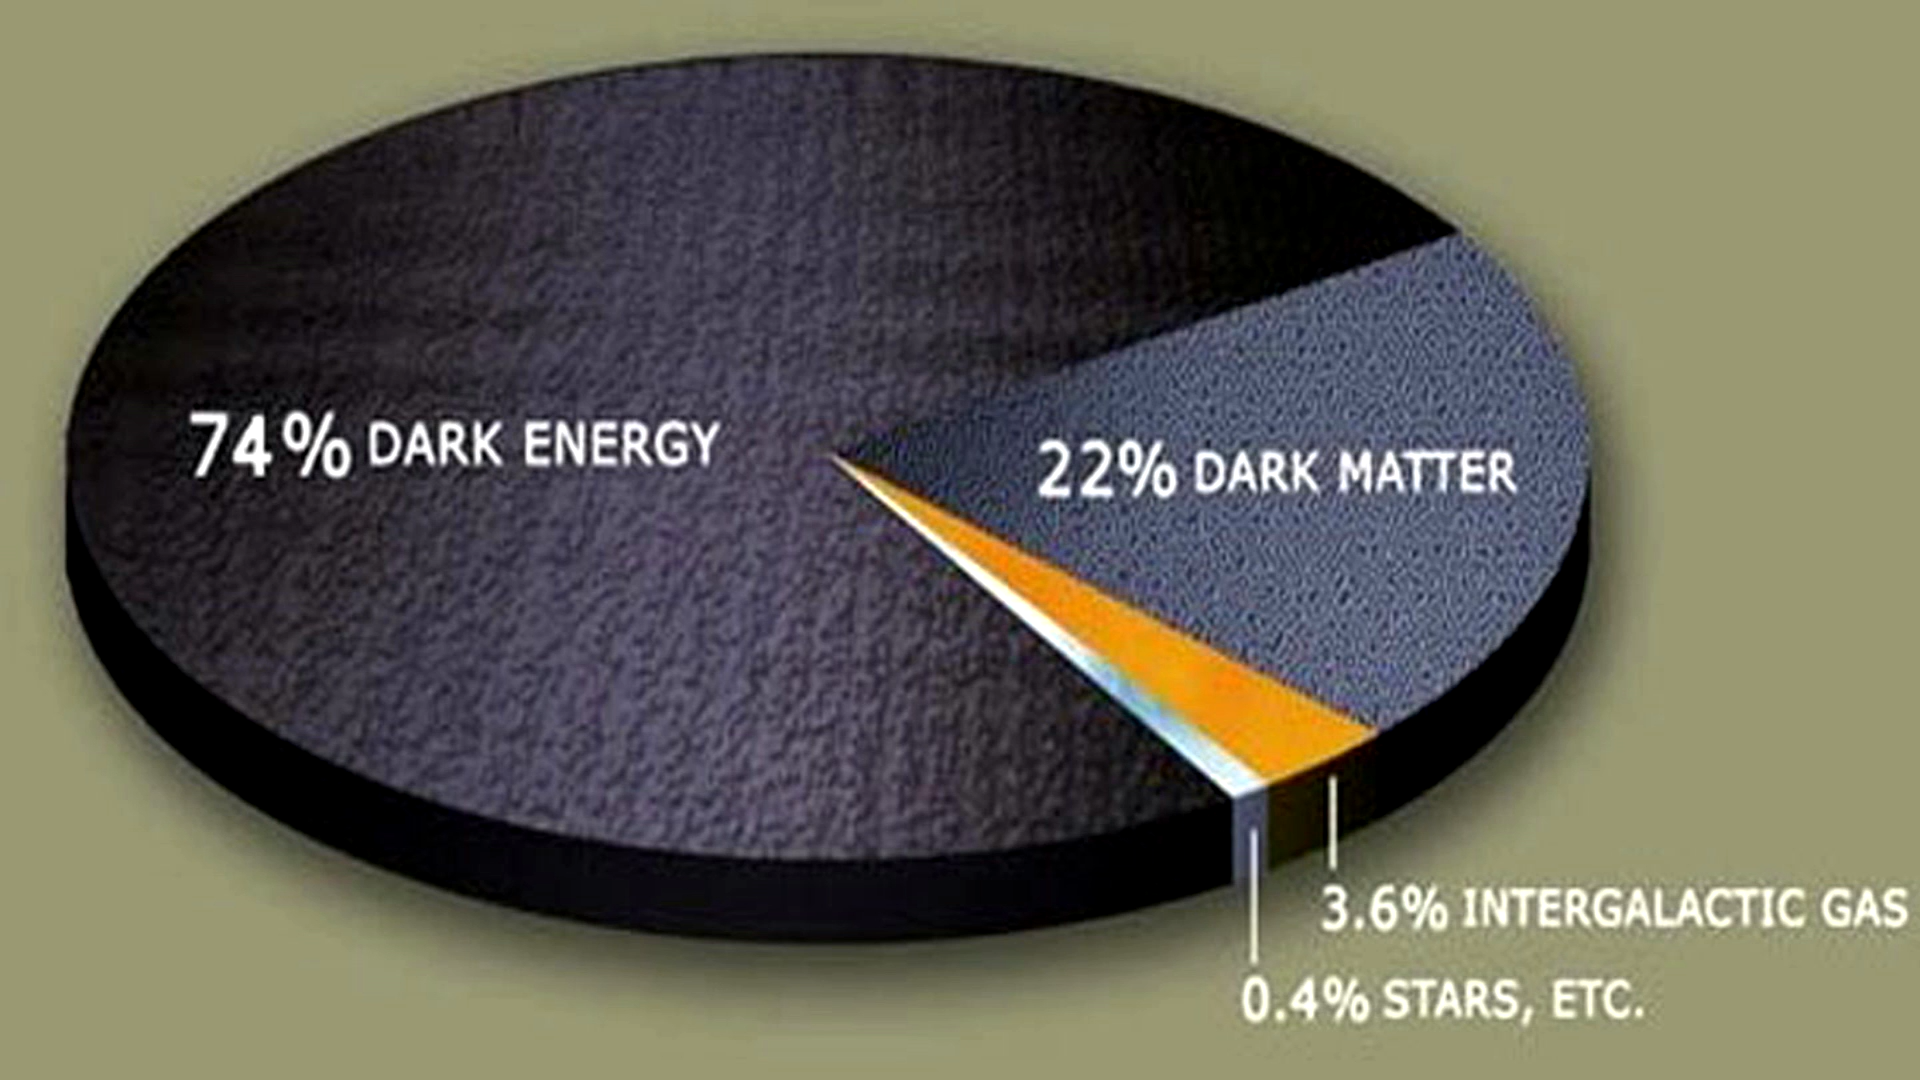 74% DARK ENERGY
22% DARK MATTER
3.6% INTERGALACTIC GAS
0.4% STARS, ETC.